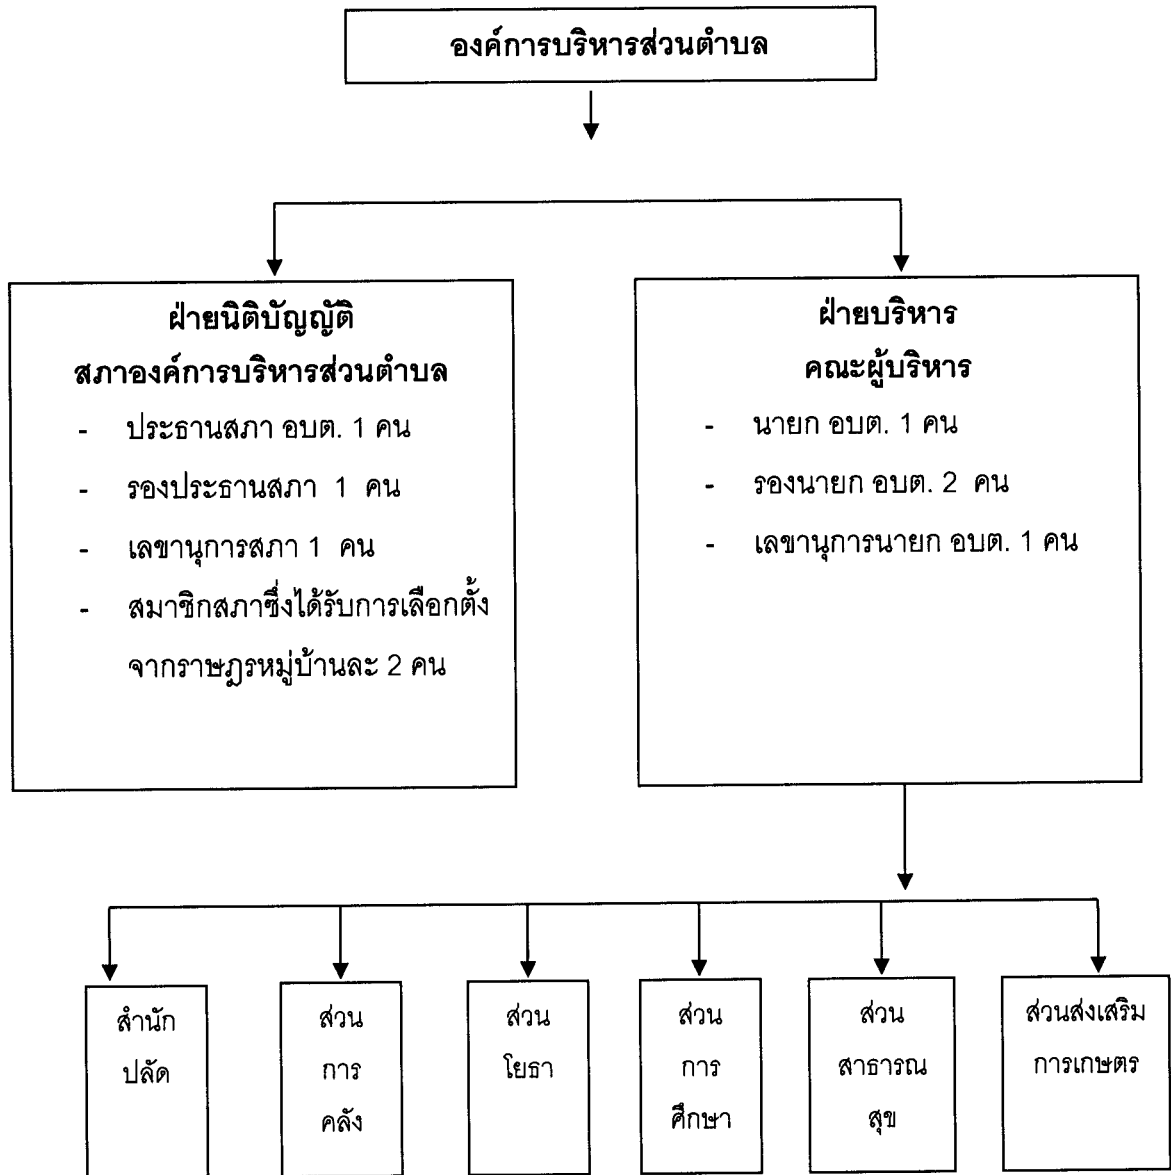 องค์การบริหารส่วนตำบล
ฝ่ายนิติบัญญัติ
สภาองค์การบริหารส่วนตำบล
- ประธานสภา อบต. 1 คน
- รองประธานสภา 1 คน
- เลขานุการสภา 1 คน
- สมาชิกสภาซึ่งได้รับการเลือกตั้ง
จากราษฎรหมู่บ้านละ 2 คน
ฝ่ายบริหาร
คณะผู้บริหาร
- นายก อบต. 1 คน
- รองนายก อบต. 2 คน
- เลขานุการนายก อบต. 1 คน
สำนัก
ปลัด
ส่วน
การ
คลัง
ส่วน
โยธา
ส่วน
การ
ศึกษา
ส่วน
สาธารณ
สุข
ส่วนส่งเสริม
การเกษตร